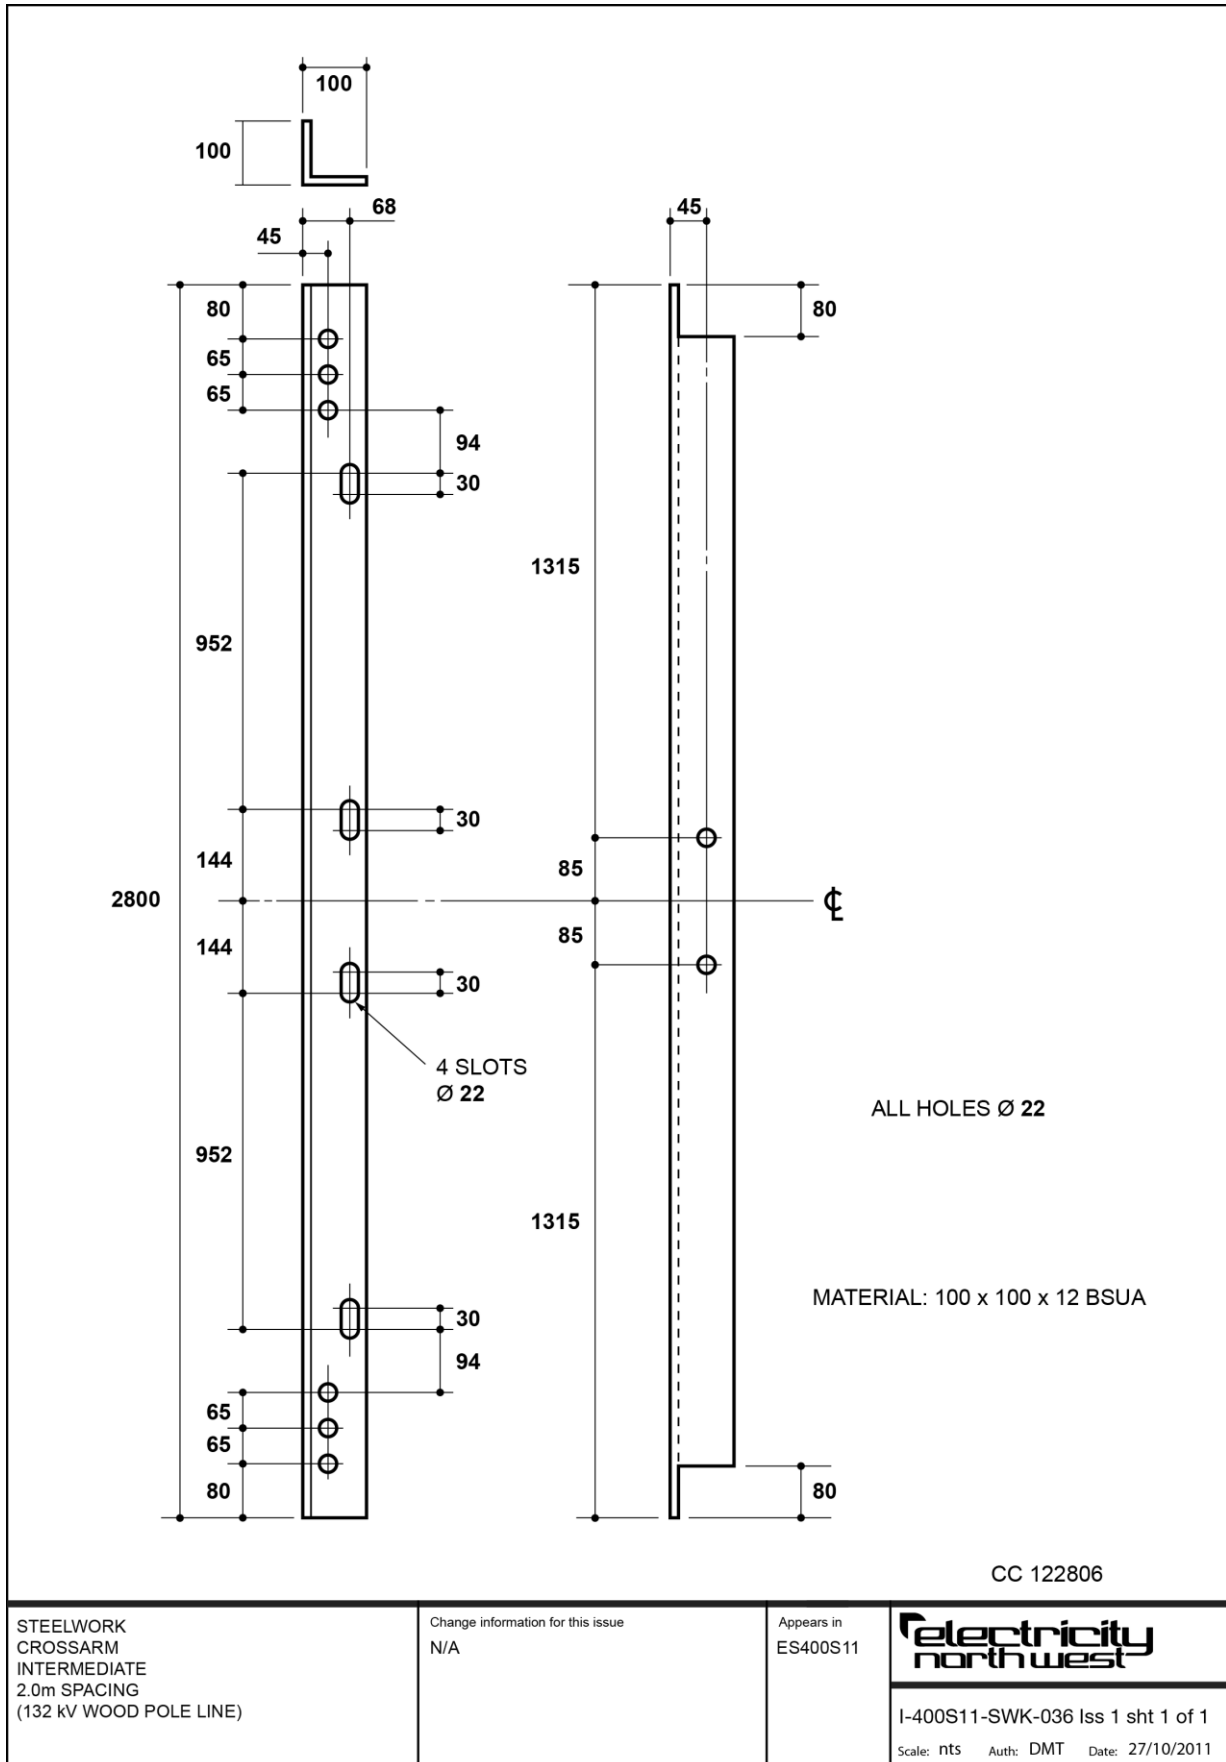 100
100
68
45
45
80
80
65
65
94
30
1315
952
30
144
85
2800
℄
144
85
30
4 SLOTS
Ø 22
ALL HOLES Ø 22
952
1315
MATERIAL: 100 x 100 x 12 BSUA
30
94
65
65
80
80
CC 122806
STEELWORK
CROSSARM
INTERMEDIATE
2.0m SPACING
(132 kV WOOD POLE LINE)
Change information for this issue
N/A
Appears in
ES400S11
electricity
north west
I-400S11-SWK-036 Iss 1 sht 1 of 1
Scale: nts Auth: DMT Date: 27/10/2011